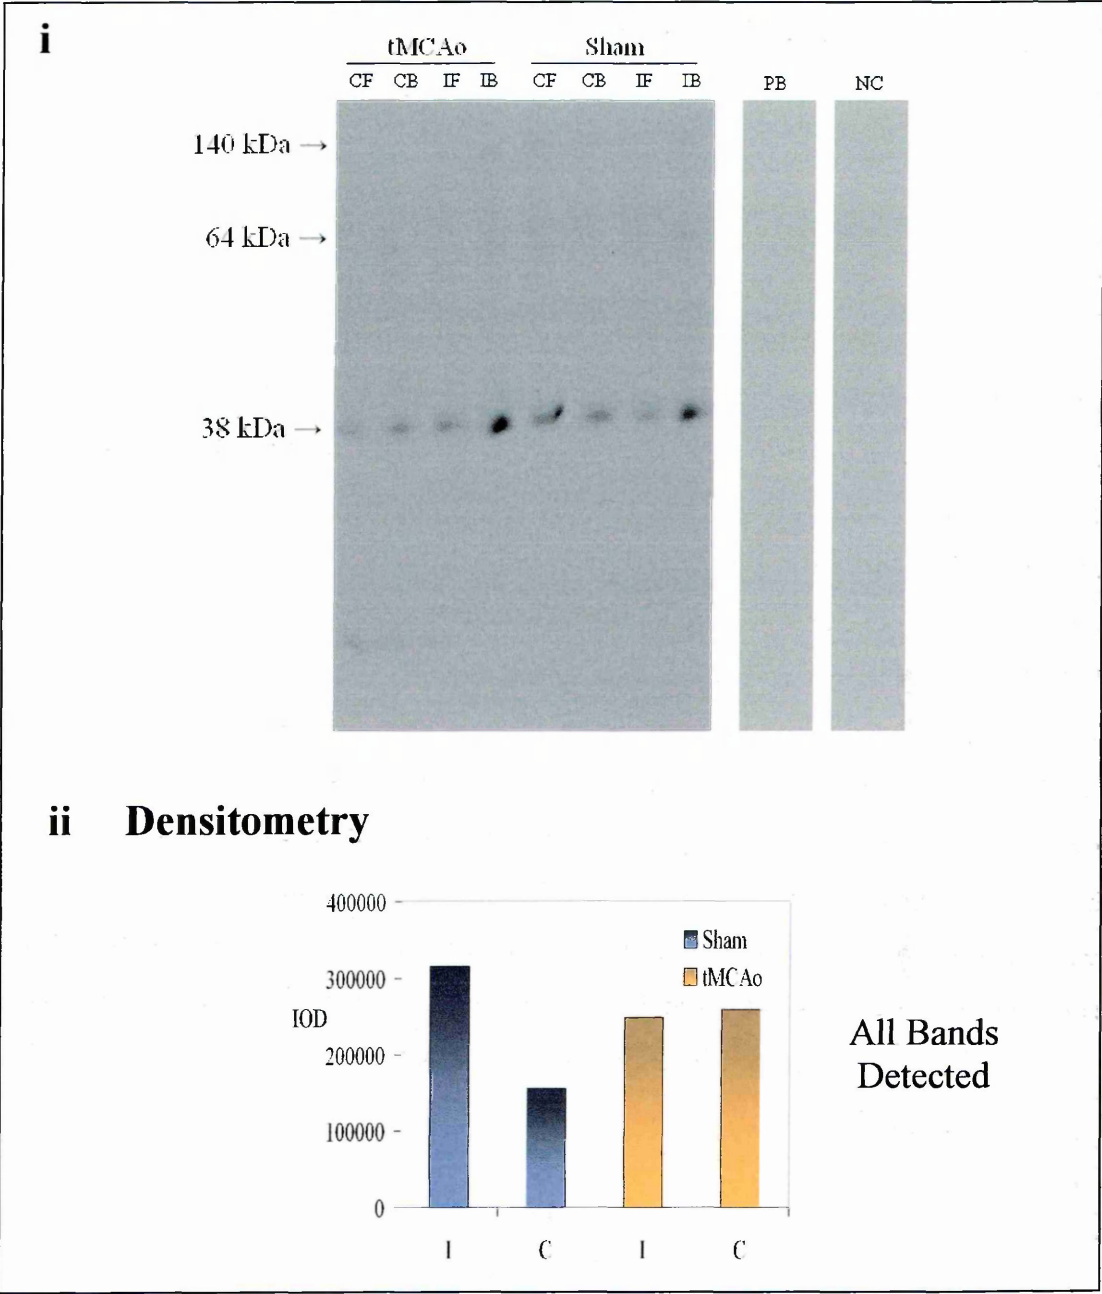 i
tMCAo Sham
CF CB IF IB CF CB IF IB PB NC
140 kDa →
64 kDa →
38 kDa →
ii Densitometry
400000
300000
200000
100000
0
IOD
Sham
tMCAo
I C I C
All Bands
Detected